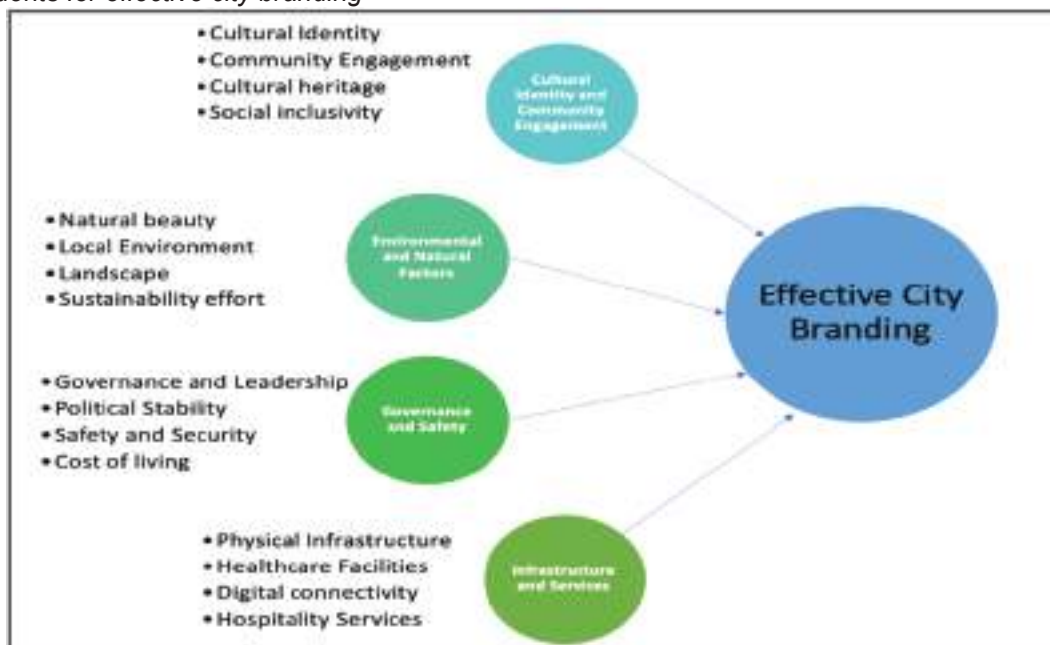 for effective city branding
• Cultural Identity
• Community Engagement
• Cultural heritage
• Social inclusivity
Cultural
Identity and
Community
Engagement
• Natural beauty
• Local Environment
• Landscape
• Sustainability effort
Environmental
and Natural
Factors
Effective City
Branding
• Governance and Leadership
• Political Stability
• Safety and Security
• Cost of living
Governance
and Safety
• Physical Infrastructure
• Healthcare Facilities
• Digital connectivity
• Hospitality Services
Infrastructure
and Services